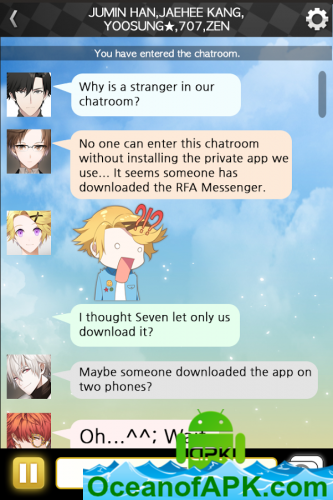 JUMIN HAN,JAEHEE KANG,
YOOSUNG★,707,ZEN
You have entered the chatroom.
Why is a stranger in our
chatroom?
No one can enter this chatroom
without installing the private app we
use... It seems someone has
downloaded the RFA Messenger.
?!?
I thought Seven let only us
download it?
Maybe someone downloaded the app on
two phones?
Oh...^^; Wait
OceanofAPK.com